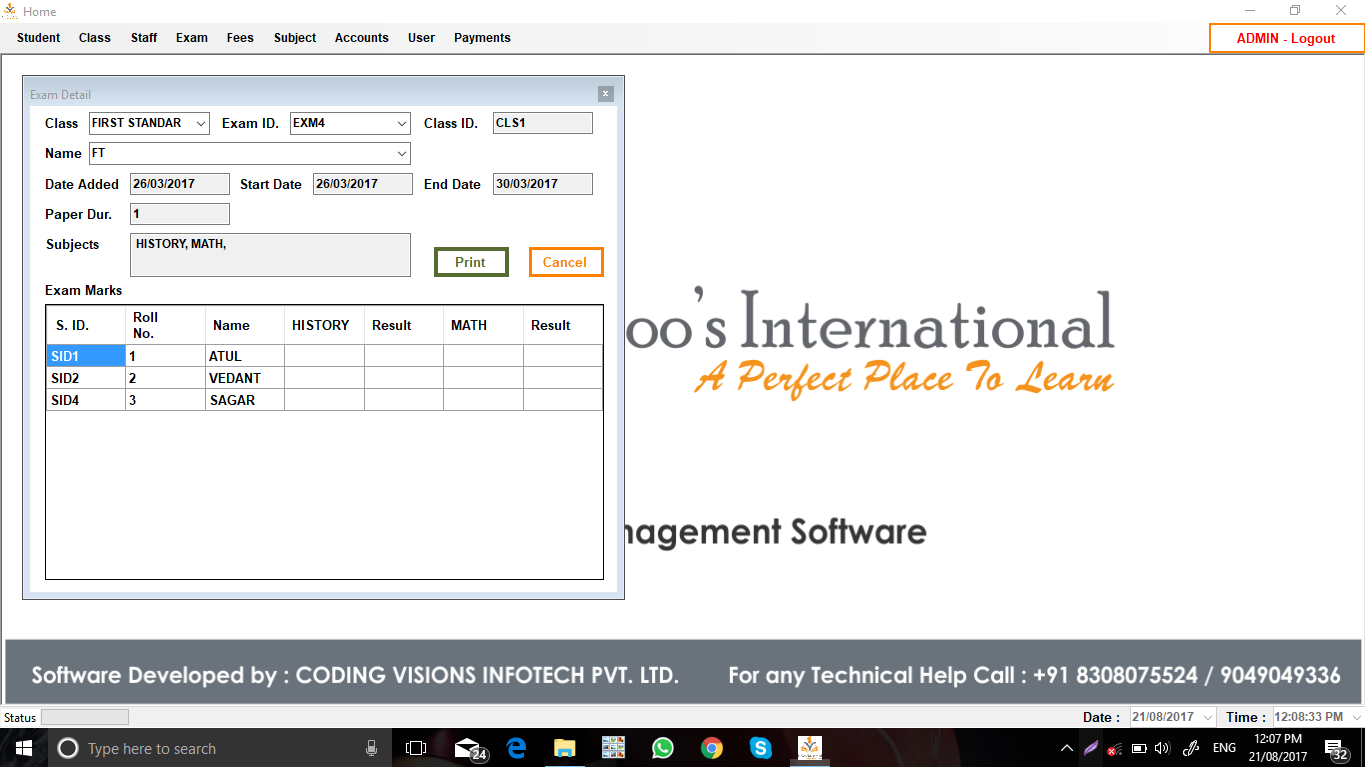 Home
Student Class Staff Exam Fees Subject Accounts User Payments
ADMIN - Logout
Exam Detail
Class FIRST STANDAR Exam ID. EXM4 Class ID. CLS1
Name FT
Date Added 26/03/2017 Start Date 26/03/2017 End Date 30/03/2017
Paper Dur. 1
Subjects HISTORY, MATH,
Print Cancel
Exam Marks
S. ID. Roll No. Name HISTORY Result MATH Result
SID1 1 ATUL
SID2 2 VEDANT
SID4 3 SAGAR
oo's International
A Perfect Place To Learn
nagement Software
Software Developed by : CODING VISIONS INFOTECH PVT. LTD. For any Technical Help Call : +91 8308075524 / 9049049336
Status Date : 21/08/2017 Time : 12:08:33 PM
Type here to search 24 ENG 12:07 PM
21/08/2017 32